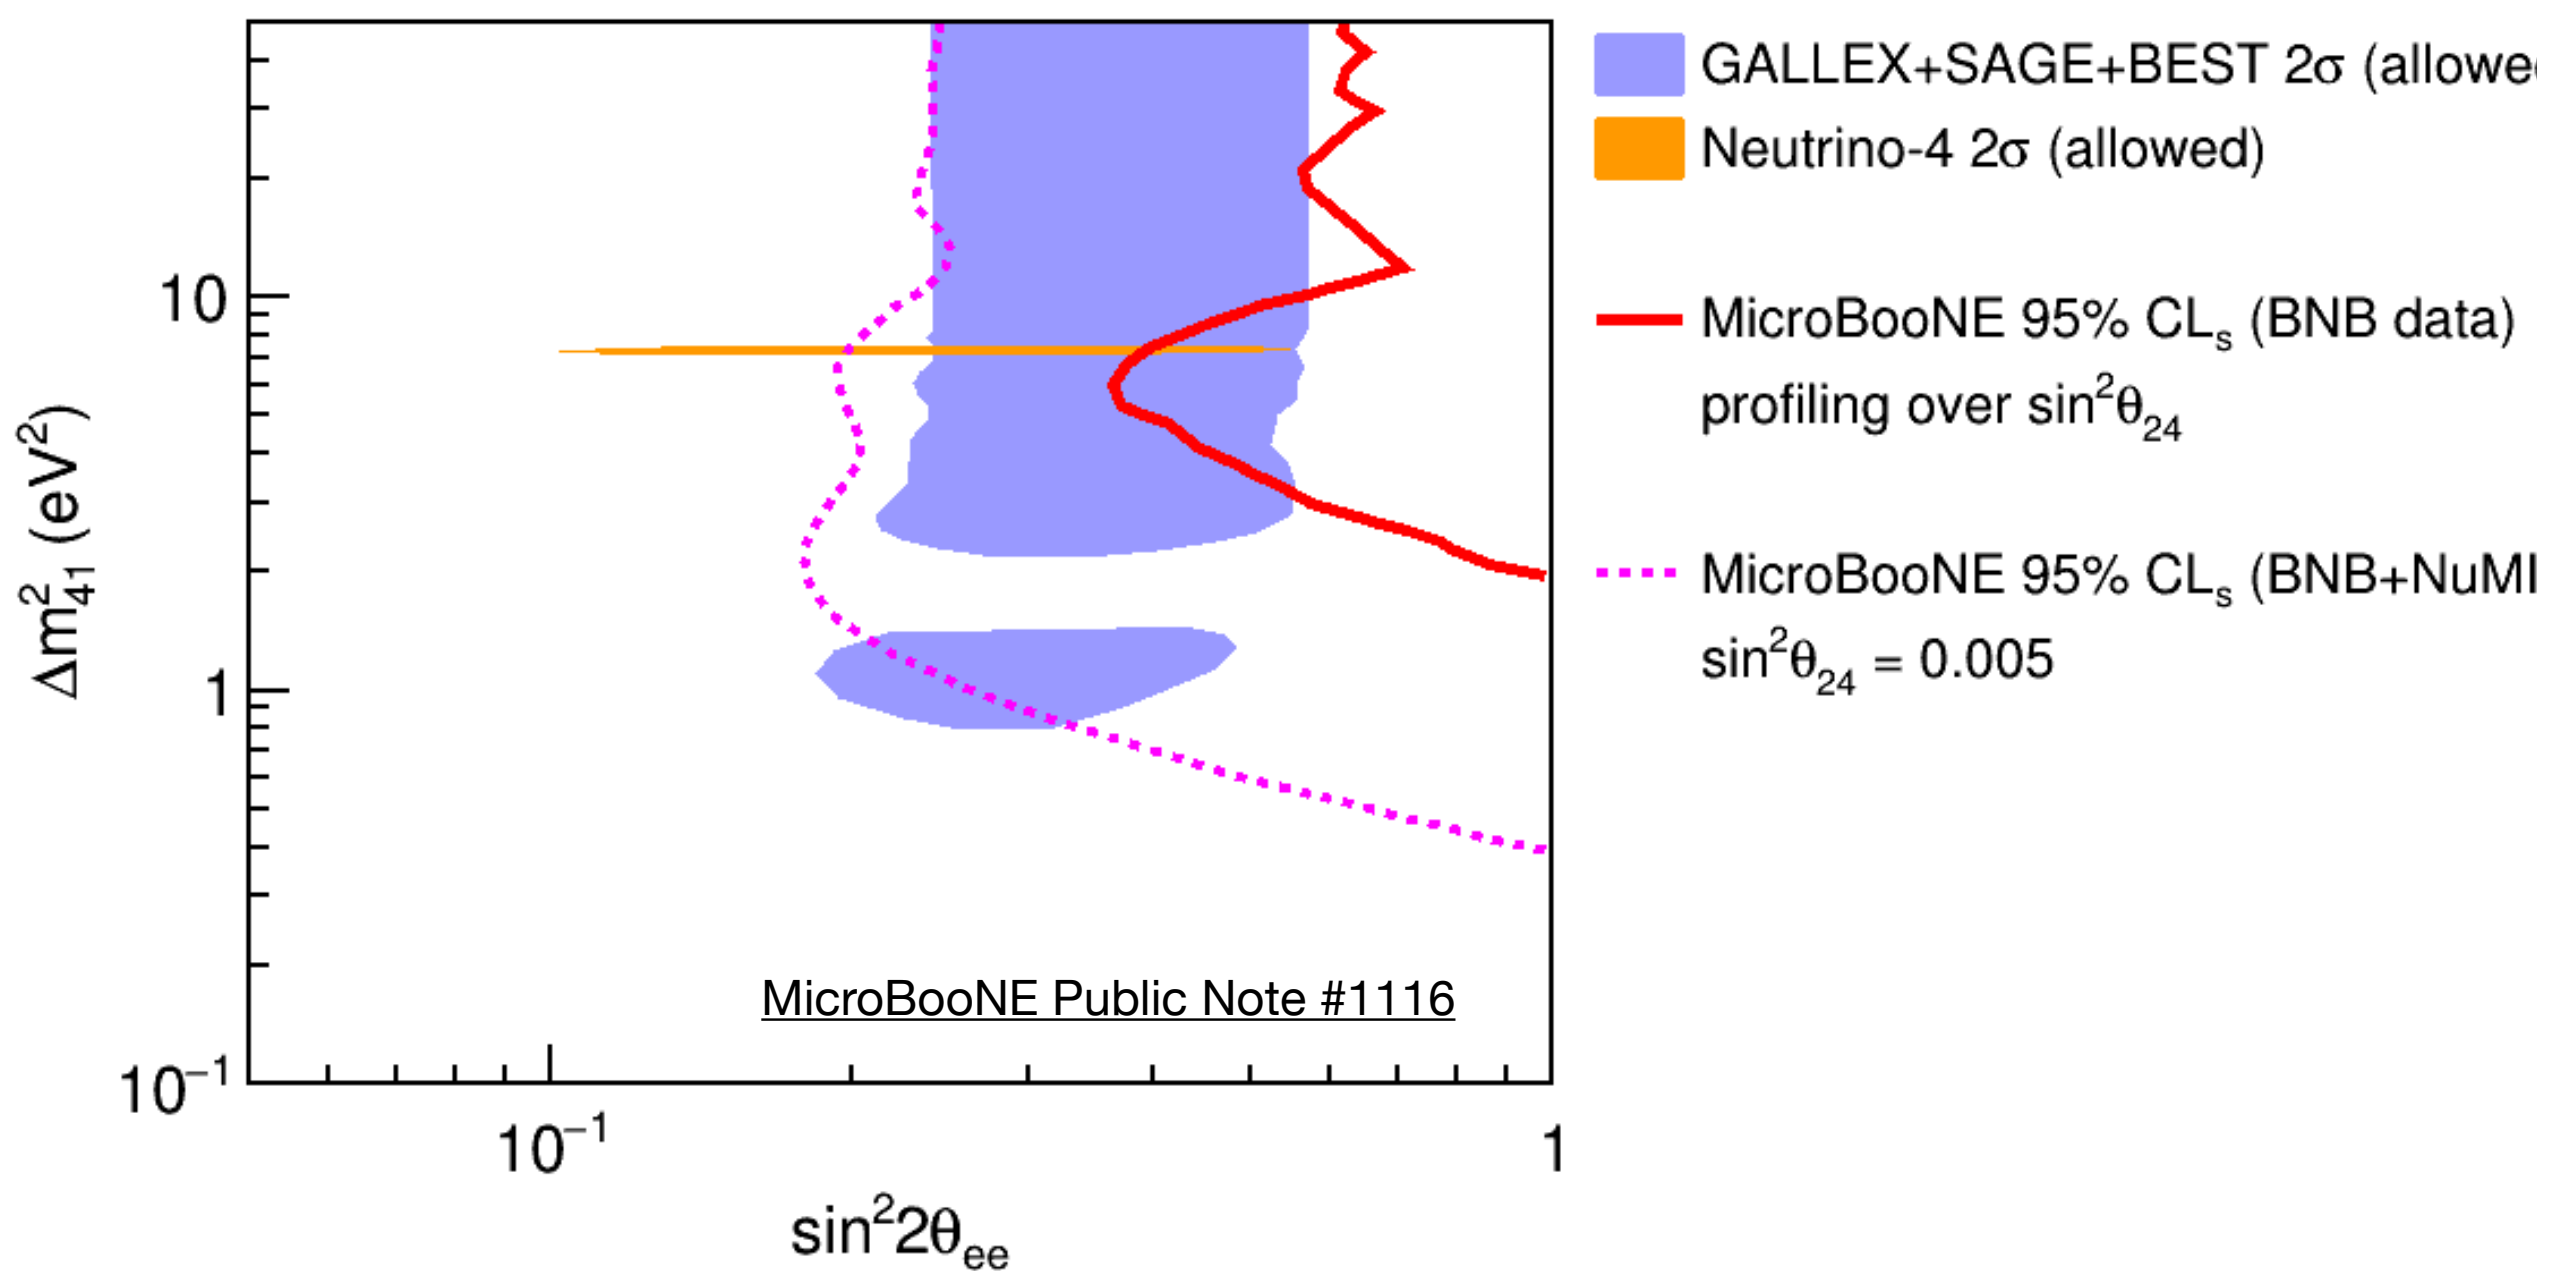 GALLEX+SAGE+BEST 2σ (allowe
Neutrino-4 2σ (allowed)
MicroBooNE 95% CLs (BNB data)
profiling over sin²θ₂₄
MicroBooNE 95% CLs (BNB+NuMI
sin²θ₂₄ = 0.005
10
1
10⁻¹
Δm²₄₁ (eV²)
MicroBooNE Public Note #1116
10⁻¹
1
sin²2θee